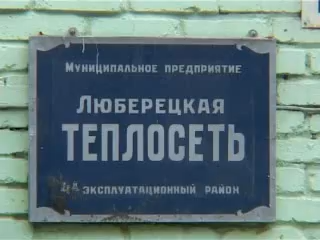 Муниципальное предприятие
Люберецкая
ТЕПЛОСЕТЬ
эксплуатационный район